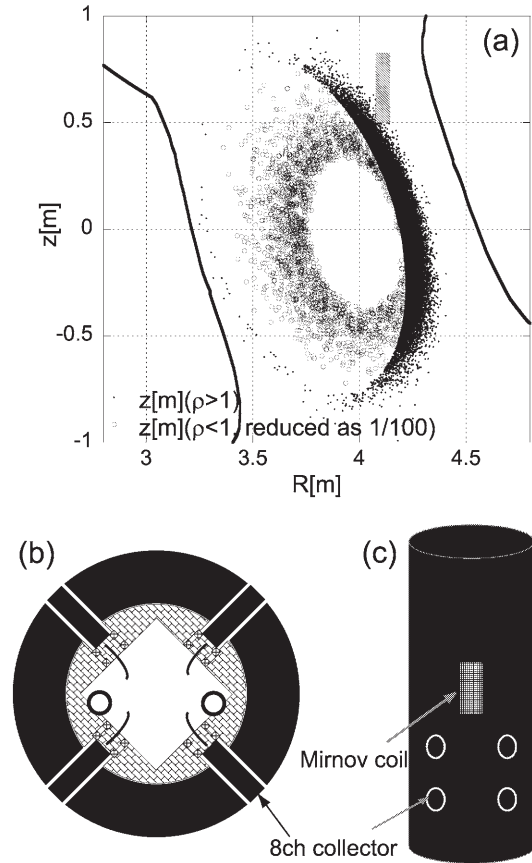 (a)
1
0.5
0
-0.5
-1
z[m]
z[m](ρ>1)
z[m](ρ<1) reduced as 1/100)
3
3.5
4
4.5
R[m]
(b)
(c)
Mirnov coil
8ch collector